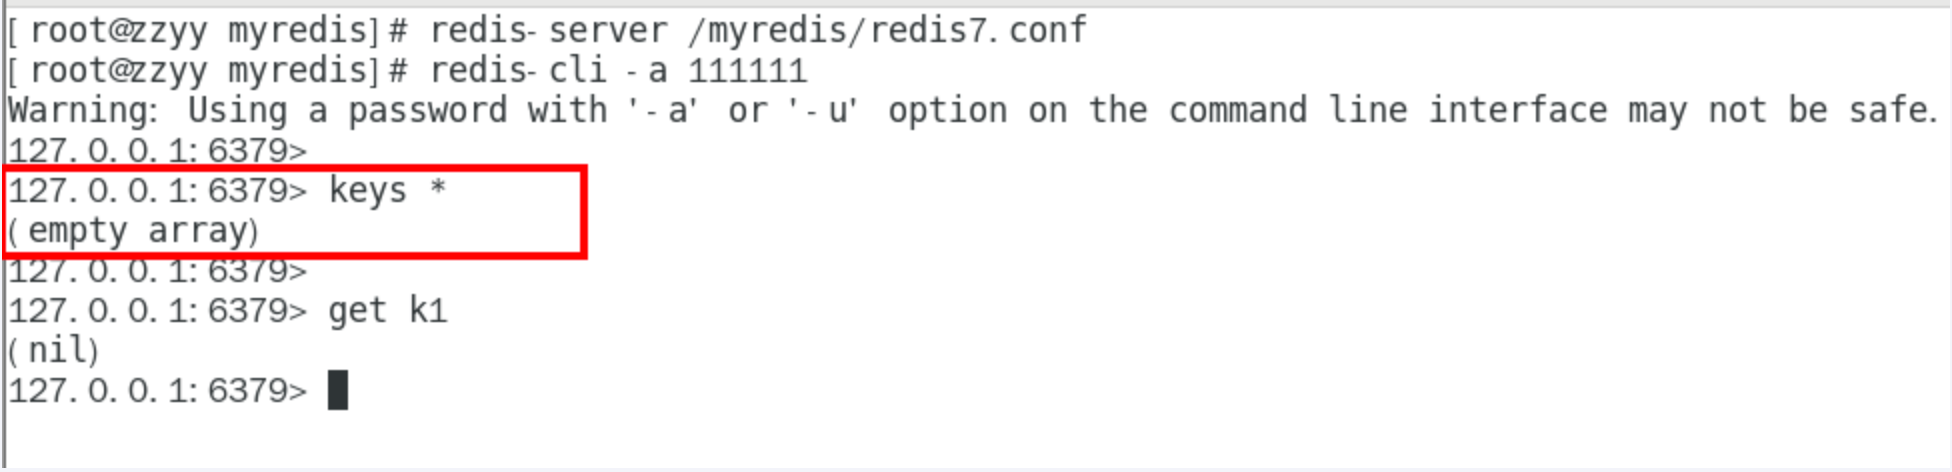 [root@zzyy myredis]# redis-server /myredis/redis7.conf
[root@zzyy myredis]# redis-cli -a 111111
Warning: Using a password with '-a' or '-u' option on the command line interface may not be safe.
127.0.0.1:6379>
127.0.0.1:6379> keys *
(empty array)
127.0.0.1:6379>
127.0.0.1:6379> get k1
(nil)
127.0.0.1:6379>